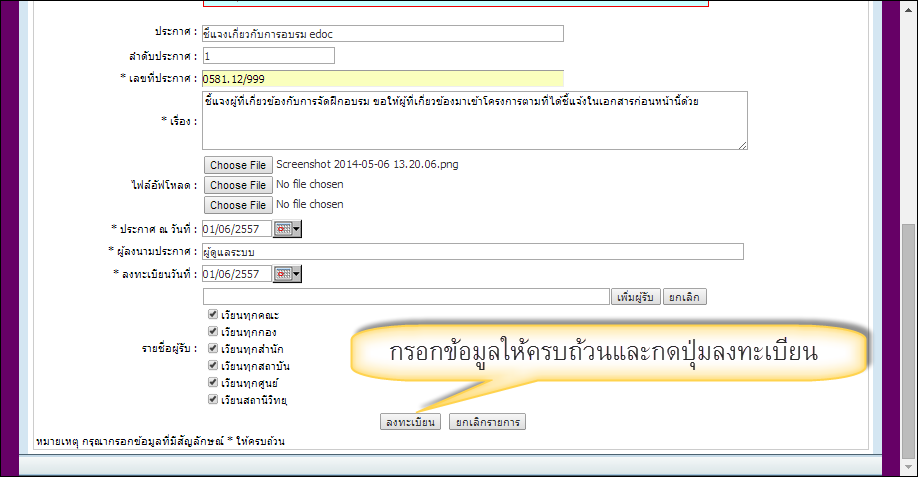 ประกาศ : ชี้แจงเกี่ยวกับการอบรม edoc
ลำดับประกาศ : 1
* เลขที่ประกาศ : 0581.12/999
* เรื่อง : ชี้แจงผู้ที่เกี่ยวข้องกับการจัดฝึกอบรม ขอให้ผู้ที่เกี่ยวข้องมาเข้าโครงการตามที่ได้ชี้แจ้งในเอกสารก่อนหน้านี้ด้วย
Choose File Screenshot 2014-05-06 13.20.06.png
ไฟล์อัฟโหลด : Choose File No file chosen
Choose File No file chosen
* ประกาศ ณ วันที่ : 01/06/2557
* ผู้ลงนามประกาศ : ผู้ดูแลระบบ
* ลงทะเบียนวันที่ : 01/06/2557
เพิ่มผู้รับ ยกเลิก
เวียนทุกคณะ
เวียนทุกกอง
รายชื่อผู้รับ : เวียนทุกสำนัก
เวียนทุกสถาบัน
เวียนทุกศูนย์
เวียนสถานีวิทยุ
กรอกข้อมูลให้ครบถ้วนและกดปุ่มลงทะเบียน
ลงทะเบียน ยกเลิกรายการ
หมายเหตุ กรุณากรอกข้อมูลที่มีสัญลักษณ์ * ให้ครบถ้วน